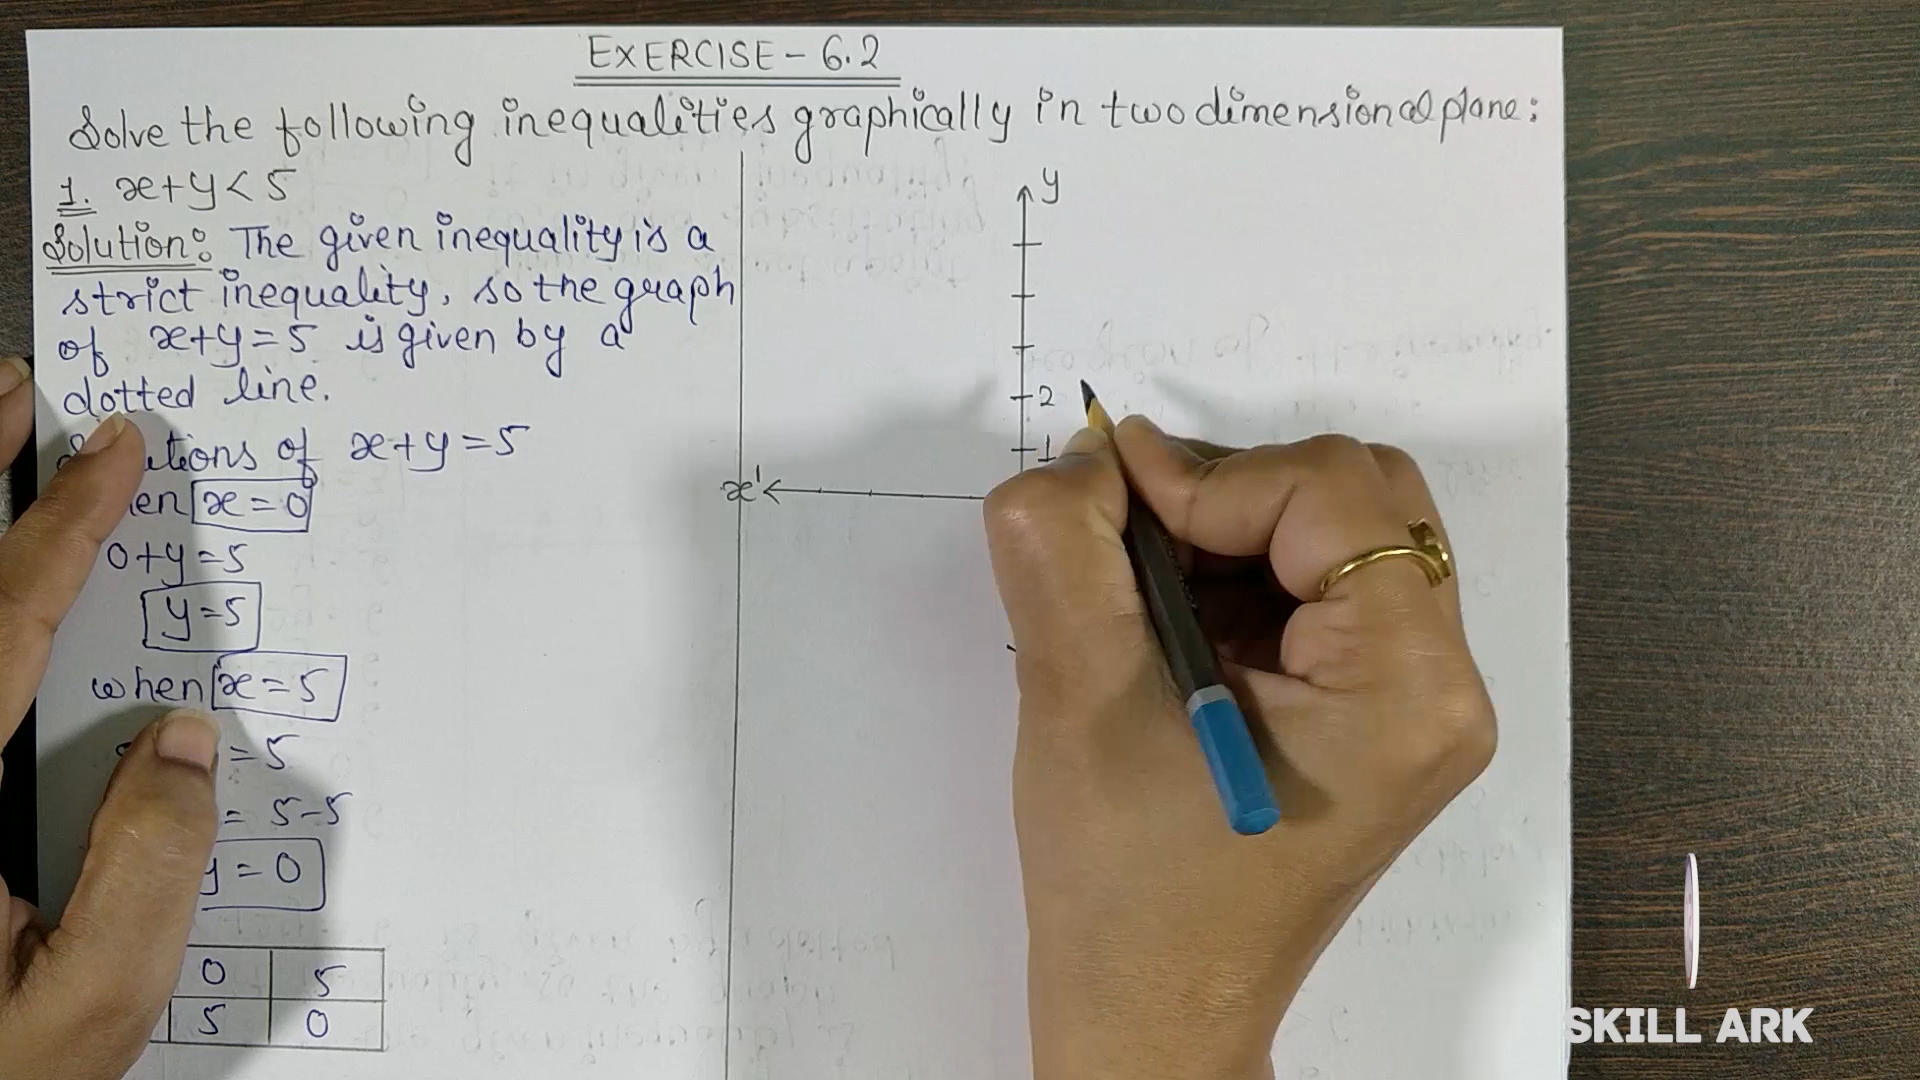 EXERCISE - 6.2
Solve the following inequalities graphically in two dimensional plane:
1. x+y<5
Solution: The given inequality is a
strict inequality, so the graph
of x+y=5 is given by a
dotted line.
of x+y=5
x=0
0+y=5
y=5
when x=5
=5
= 5-5
y=0
0 5
5 0
y
2
1
x'
SKILL ARK